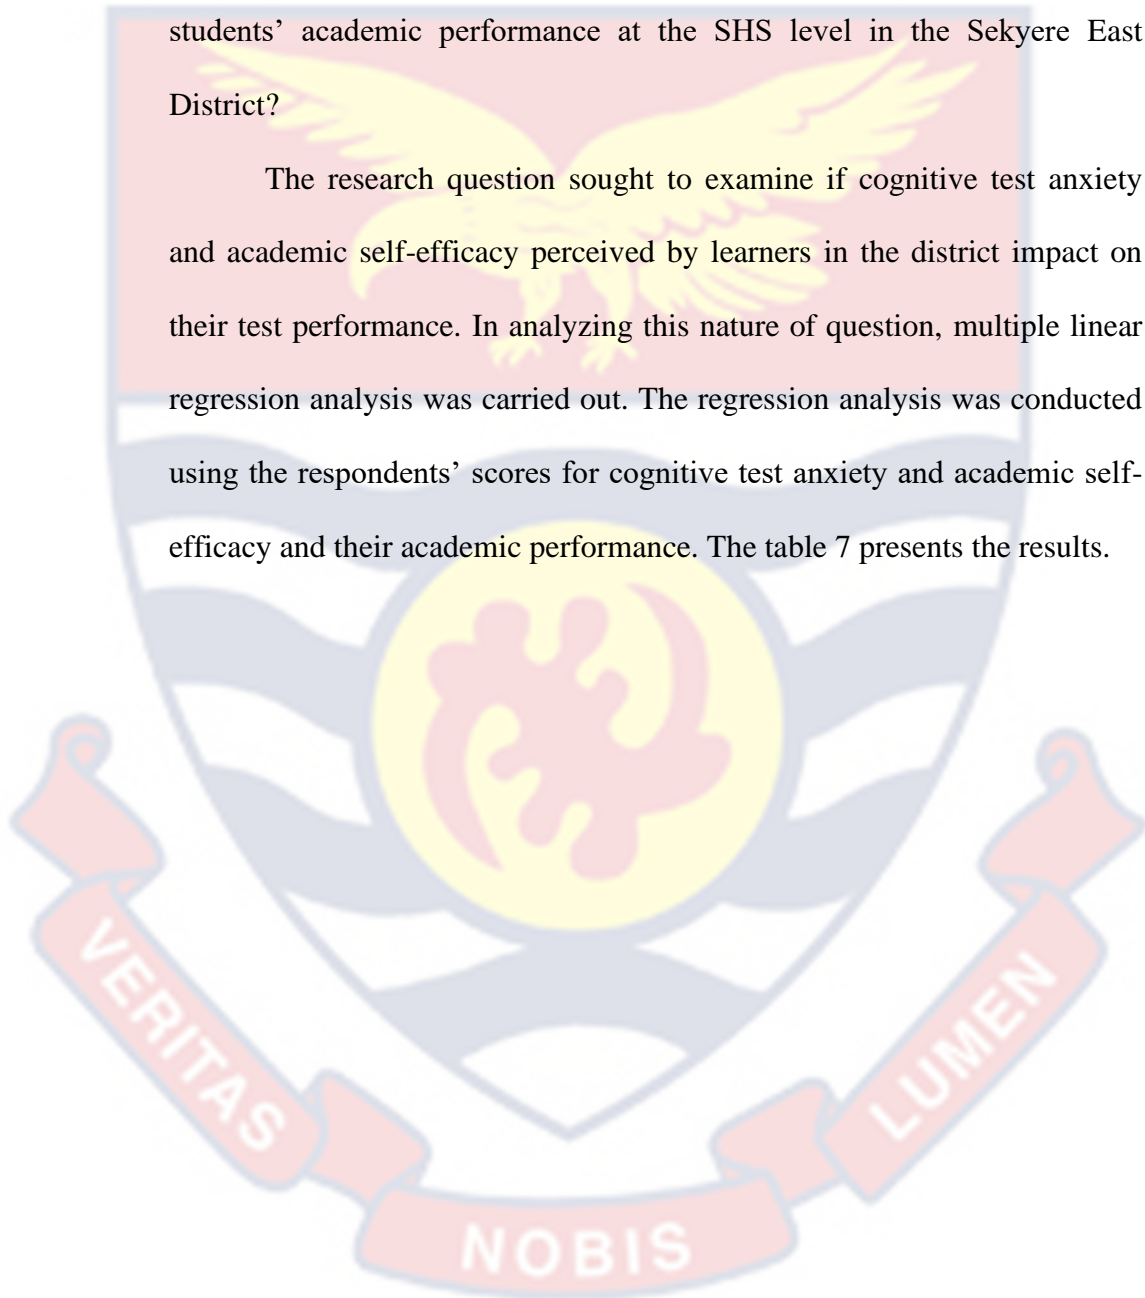 students’ academic performance at the SHS level in the Sekyere East
District?
The research question sought to examine if cognitive test anxiety
and academic self-efficacy perceived by learners in the district impact on
their test performance. In analyzing this nature of question, multiple linear
regression analysis was carried out. The regression analysis was conducted
using the respondents’ scores for cognitive test anxiety and academic self-
efficacy and their academic performance. The table 7 presents the results.
VERITAS
NOBIS
LUMEN